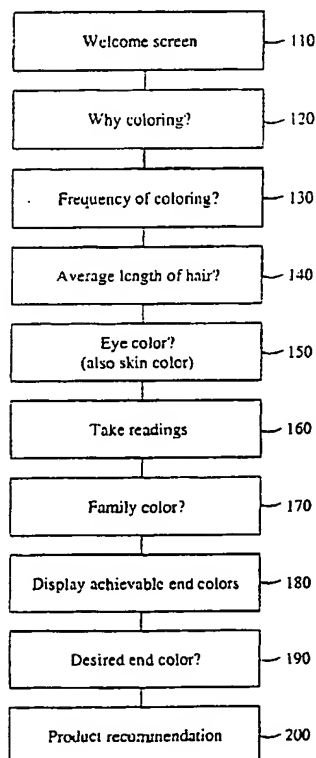 Welcome screen 110
Why coloring? 120
Frequency of coloring? 130
Average length of hair? 140
Eye color?
(also skin color) 150
Take readings 160
Family color? 170
Display achievable end colors 180
Desired end color? 190
Product recommendation 200